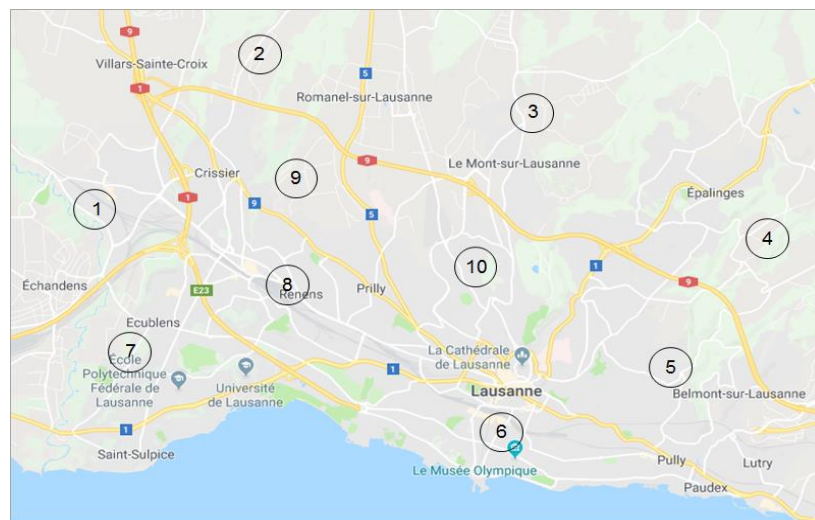 9
2
Villars-Sainte-Croix
5
1
Romanel-sur-Lausanne
3
9
Le Mont-sur-Lausanne
Crissier
9
1
9
Épalinges
1
5
4
10
1
9
Échandens
8
Renens
Prilly
E23
Ecublens
7
École
Polytechnique
Fédérale de
Lausanne
Université
de Lausanne
1
La Cathédrale
de Lausanne
5
Lausanne
Belmont-sur-Lausanne
1
6
Saint-Sulpice
Le Musée Olympique
Pully
Lutry
Paudex